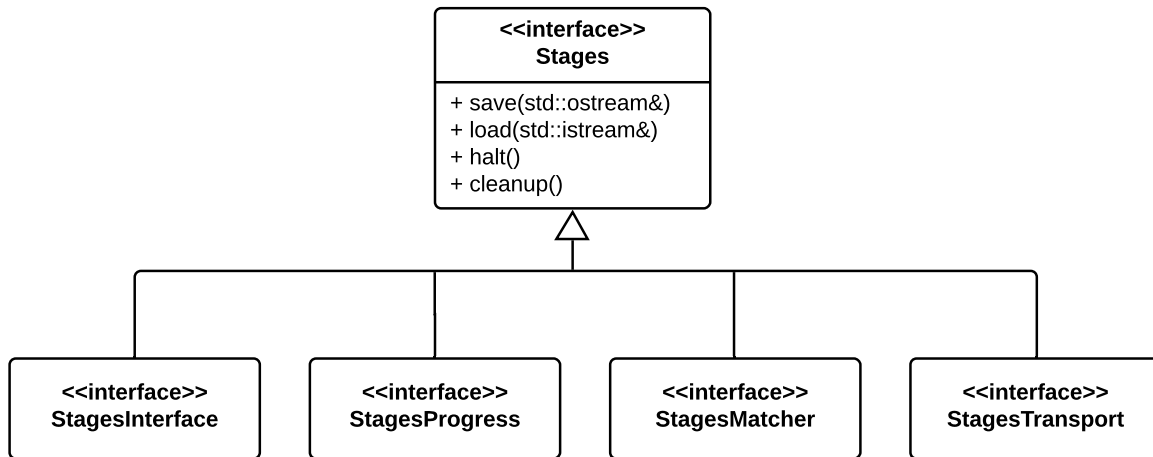 <<interface>>
Stages
+ save(std::ostream&)
+ load(std::istream&)
+ halt()
+ cleanup()
<<interface>>
StagesInterface
<<interface>>
StagesProgress
<<interface>>
StagesMatcher
<<interface>>
StagesTransport